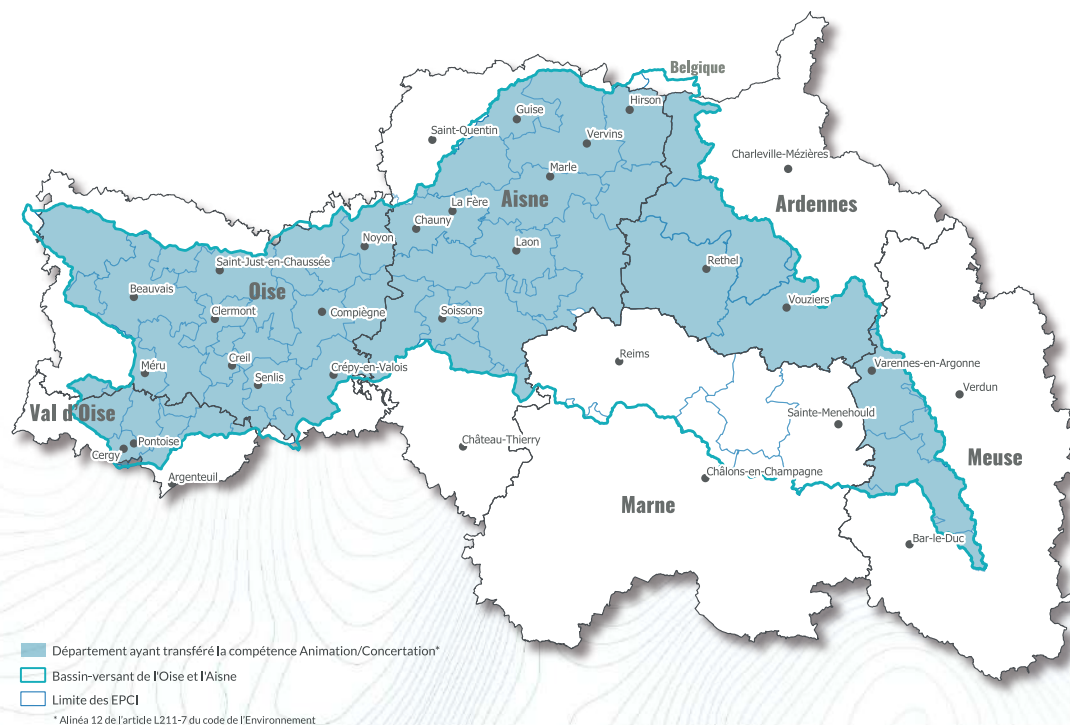 Belgique
Hirson
Guise
Saint-Quentin
Vervins
Charleville-Mézières
Marle
La Fère
Aisne
Ardennes
Chauny
Noyon
Laon
Saint-Just-en-Chaussée
Rethel
Beauvais
Oise
Vouziers
Clermont
Compiègne
Soissons
Reims
Creil
Méru
Crépy-en-Valois
Varennes-en-Argonne
Senlis
Verdun
Val d'Oise
Sainte-Menehould
Pontoise
Château-Thierry
Cergy
Meuse
Argenteuil
Châlons-en-Champagne
Marne
Bar-le-Duc
Département ayant transféré la compétence Animation/Concertation*
Bassin-versant de l'Oise et l'Aisne
Limite des EPCI
* Alinéa 12 de l'article L211-7 du code de l'Environnement